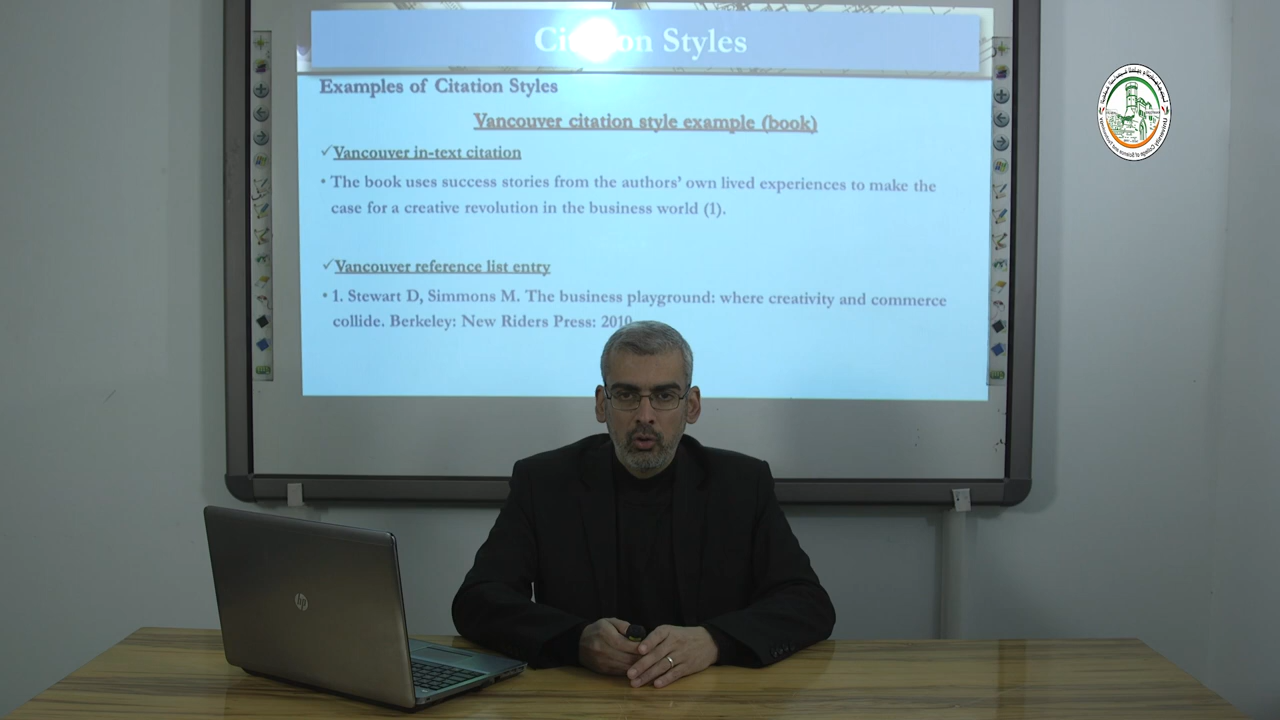 Citation Styles
Examples of Citation Styles
Vancouver citation style example (book)
✓Vancouver in-text citation
• The book uses success stories from the authors' own lived experiences to make the
case for a creative revolution in the business world (1).
✓Vancouver reference list entry
• 1. Stewart D, Simmons M. The business playground: where creativity and commerce
collide. Berkeley: New Riders Press: 2010
hp